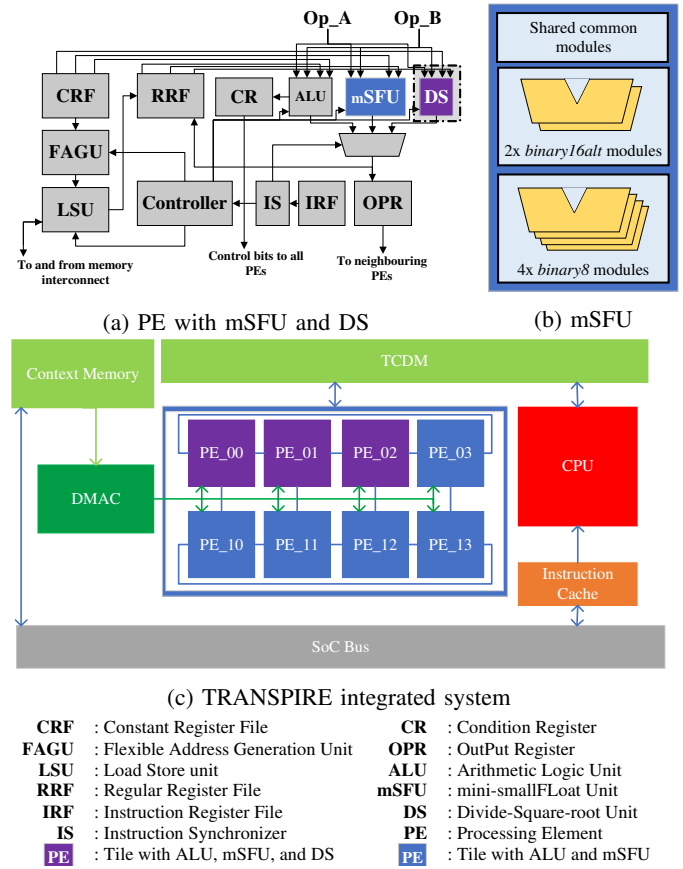 Op_A Op_B
CRF RRF CR ALU mSFU DS
FAGU
LSU Controller IS IRF OPR
To and from memory
interconnect
Control bits to all
PEs
To neighbouring
PEs
(a) PE with mSFU and DS
Shared common
modules
2x binary16alt modules
4x binary8 modules
(b) mSFU
Context Memory
TCDM
PE_00 PE_01 PE_02 PE_03
CPU
DMAC
PE_10 PE_11 PE_12 PE_13
Instruction
Cache
SoC Bus
(c) TRANSPIRE integrated system
CRF : Constant Register File
FAGU : Flexible Address Generation Unit
LSU : Load Store unit
RRF : Regular Register File
IRF : Instruction Register File
IS : Instruction Synchronizer
PE : Tile with ALU, mSFU, and DS
CR : Condition Register
OPR : OutPut Register
ALU : Arithmetic Logic Unit
mSFU : mini-smallFLoat Unit
DS : Divide-Square-root Unit
PE : Processing Element
PE : Tile with ALU and mSFU